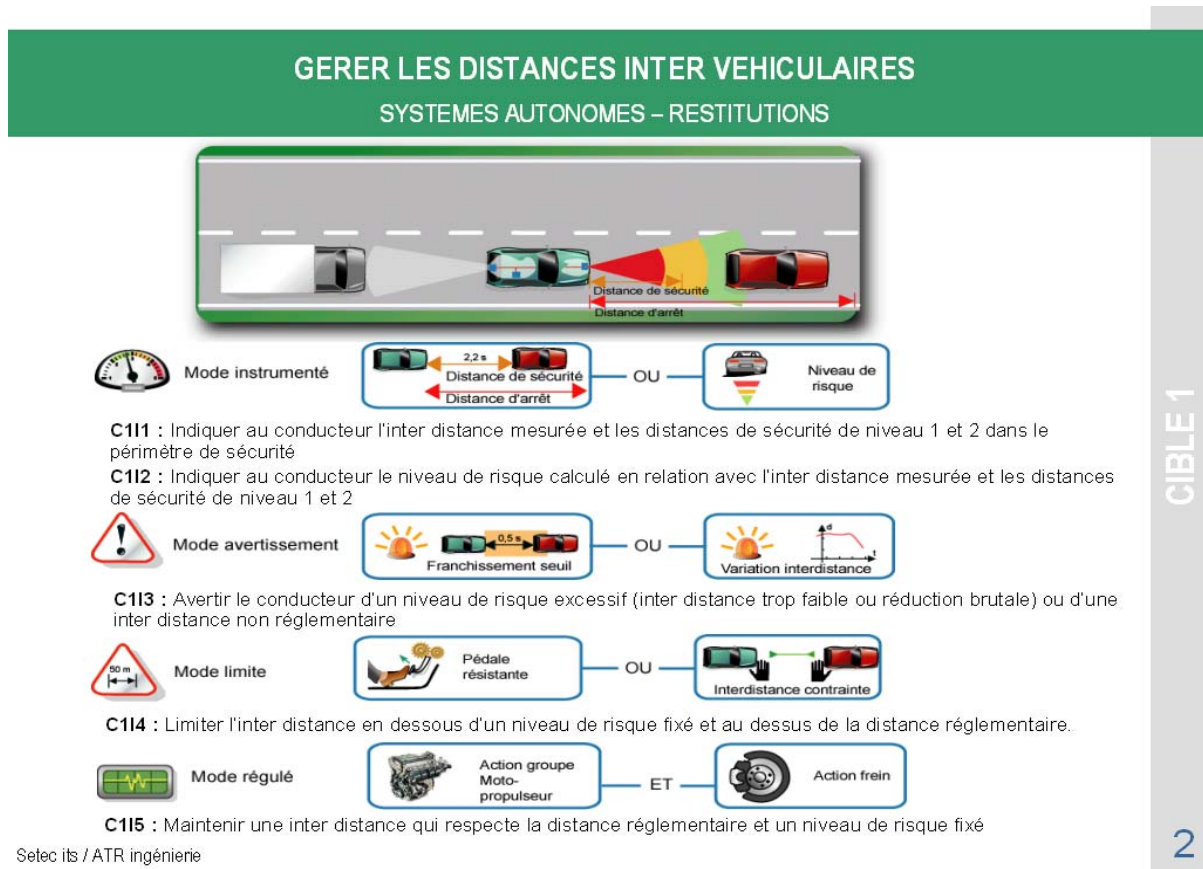 GERER LES DISTANCES INTER VEHICULAIRES
SYSTEMES AUTONOMES – RESTITUTIONS
Distance de sécurité
Distance d'arrêt
Mode instrumenté
2,2 s
Distance de sécurité
Distance d'arrêt
OU
Niveau de
risque
C1I1 : Indiquer au conducteur l'inter distance mesurée et les distances de sécurité de niveau 1 et 2 dans le
périmètre de sécurité
C1I2 : Indiquer au conducteur le niveau de risque calculé en relation avec l'inter distance mesurée et les distances
de sécurité de niveau 1 et 2
Mode avertissement
0,5 s
Franchissement seuil
OU
d
t
Variation interdistance
C1I3 : Avertir le conducteur d'un niveau de risque excessif (inter distance trop faible ou réduction brutale) ou d'une
inter distance non réglementaire
50 m
Mode limite
Pédale
résistante
OU
Interdistance contrainte
C1I4 : Limiter l'inter distance en dessous d'un niveau de risque fixé et au dessus de la distance réglementaire.
Mode régulé
Action groupe
Moto-
propulseur
ET
Action frein
C1I5 : Maintenir une inter distance qui respecte la distance réglementaire et un niveau de risque fixé
Setec its / ATR ingénierie
CIBLE 1
2